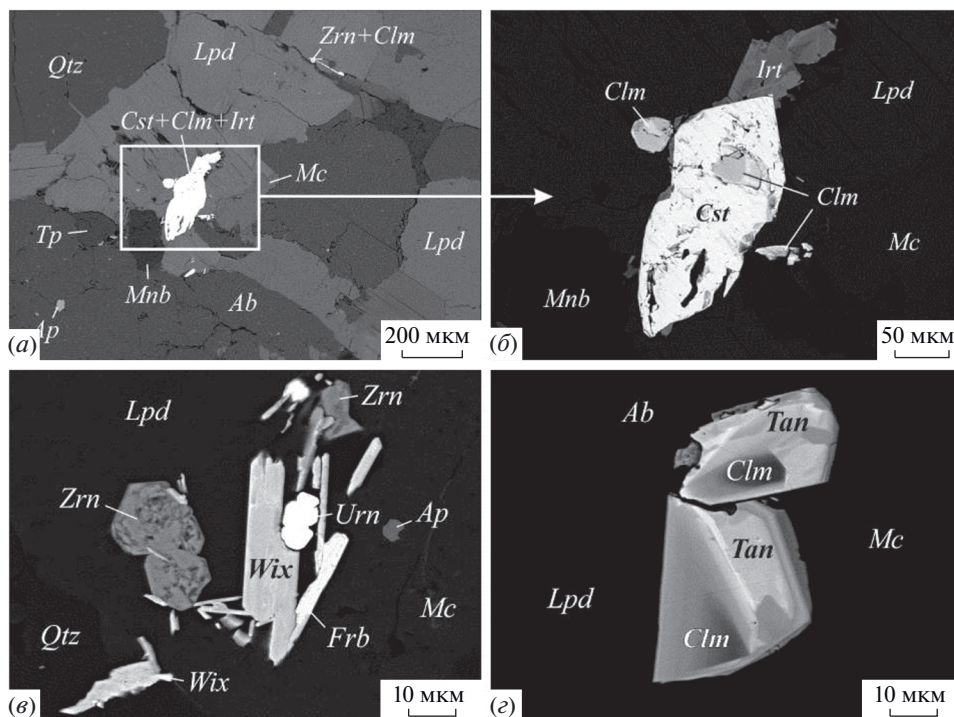 Qtz
Lpd
Zrn+Clm
Cst+Clm+Irt
Mc
Tp
Mnb
Ab
Lpd
Ap
(а)
200 мкм
Irt
Clm
Lpd
Clm
Cst
Mc
Mnb
(б)
50 мкм
Lpd
Zrn
Zrn
Urn
Ap
Wix
Mc
Qtz
Frb
Wix
(в)
10 мкм
Ab
Tan
Clm
Tan
Mc
Lpd
Clm
(г)
10 мкм